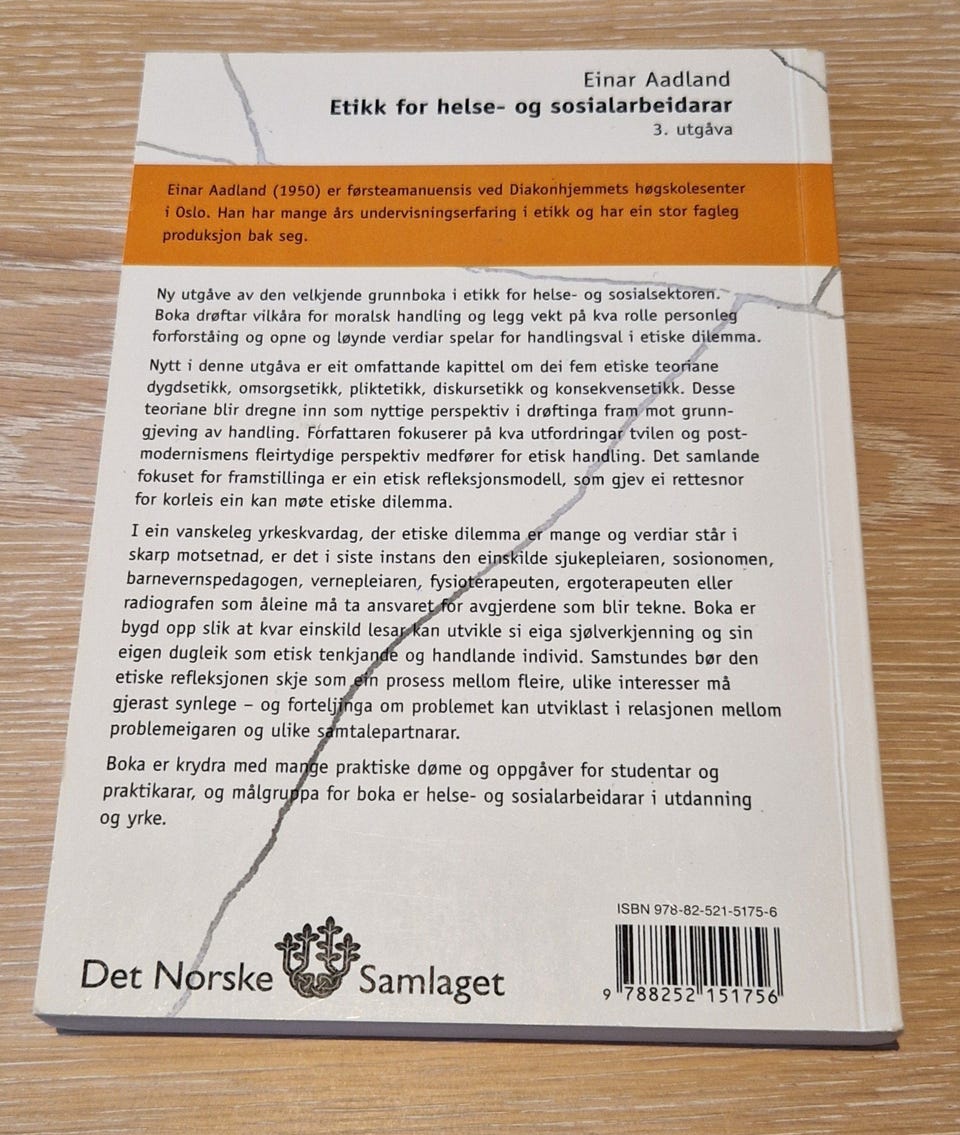 Einar Aadland
Etikk for helse- og sosialarbeidarar
3. utgåva
Einar Aadland (1950) er førsteamanuensis ved Diakonhjemmets høgskolesenter
i Oslo. Han har mange års undervisningserfaring i etikk og har ein stor fagleg
produksjon bak seg.
Ny utgåve av den velkjende grunnboka i etikk for helse- og sosialsektoren.
Boka drøftar vilkåra for moralsk handling og legg vekt på kva rolle personleg
forforståing og opne og løynde verdiar spelar for handlingsval i etiske dilemma.
Nytt i denne utgåva er eit omfattande kapittel om dei fem etiske teoriane
dygdsetikk, omsorgsetikk, pliktetikk, diskursetikk og konsekvensetikk. Desse
teoriane blir dregne inn som nyttige perspektiv i drøftinga fram mot grunn-
gjeving av handling. Forfattaren fokuserer på kva utfordringar tvilen og post-
modernismens fleirtydige perspektiv medfører for etisk handling. Det samlande
fokuset for framstillinga er ein etisk refleksjonsmodell, som gjev ei rettesnor
for korleis ein kan møte etiske dilemma.
I ein vanskeleg yrkeskvardag, der etiske dilemma er mange og verdiar står i
skarp motsetnad, er det i siste instans den einskilde sjukepleiaren, sosionomen,
barnevernspedagogen, vernepleiaren, fysioterapeuten, ergoterapeuten eller
radiografen som åleine må ta ansvaret for avgjerdene som blir tekne. Boka er
bygd opp slik at kvar einskild lesar kan utvikle si eiga sjølverkjenning og sin
eigen dugleik som etisk tenkjande og handlande individ. Samstundes bør den
etiske refleksjonen skje som ein prosess mellom fleire, ulike interesser må
gjerast synlege – og forteljinga om problemet kan utviklast i relasjonen mellom
problemeigaren og ulike samtalepartnarar.
Boka er krydra med mange praktiske døme og oppgåver for studentar og
praktikarar, og målgruppa for boka er helse- og sosialarbeidarar i utdanning
og yrke.
ISBN 978-82-521-5175-6
Det Norske Samlaget
9 788252 151756